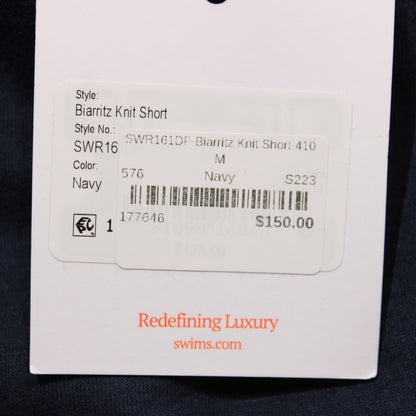 Style:
Biarritz Knit Short
Style No.:
SWR16
Color:
Navy
1
SWR161DF-Biarritz Knit Short-410
M
576 Navy S223
177646 $150.00
$125.00
Redefining Luxury
swims.com